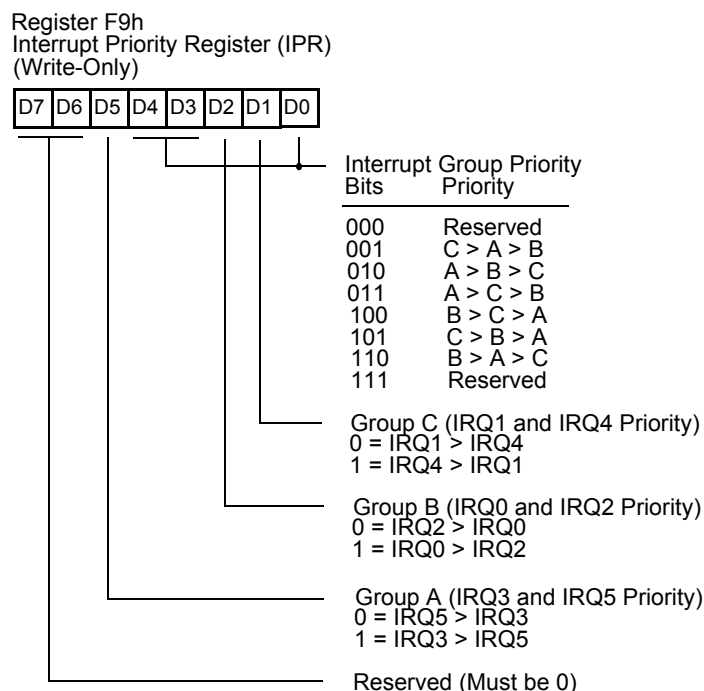 Register F9h
Interrupt Priority Register (IPR)
(Write-Only)
D7 D6 D5 D4 D3 D2 D1 D0
Interrupt Group Priority
Bits Priority
000 Reserved
001 C > A > B
010 A > B > C
011 A > C > B
100 B > C > A
101 C > B > A
110 B > A > C
111 Reserved
Group C (IRQ1 and IRQ4 Priority)
0 = IRQ1 > IRQ4
1 = IRQ4 > IRQ1
Group B (IRQ0 and IRQ2 Priority)
0 = IRQ2 > IRQ0
1 = IRQ0 > IRQ2
Group A (IRQ3 and IRQ5 Priority)
0 = IRQ5 > IRQ3
1 = IRQ3 > IRQ5
Reserved (Must be 0)